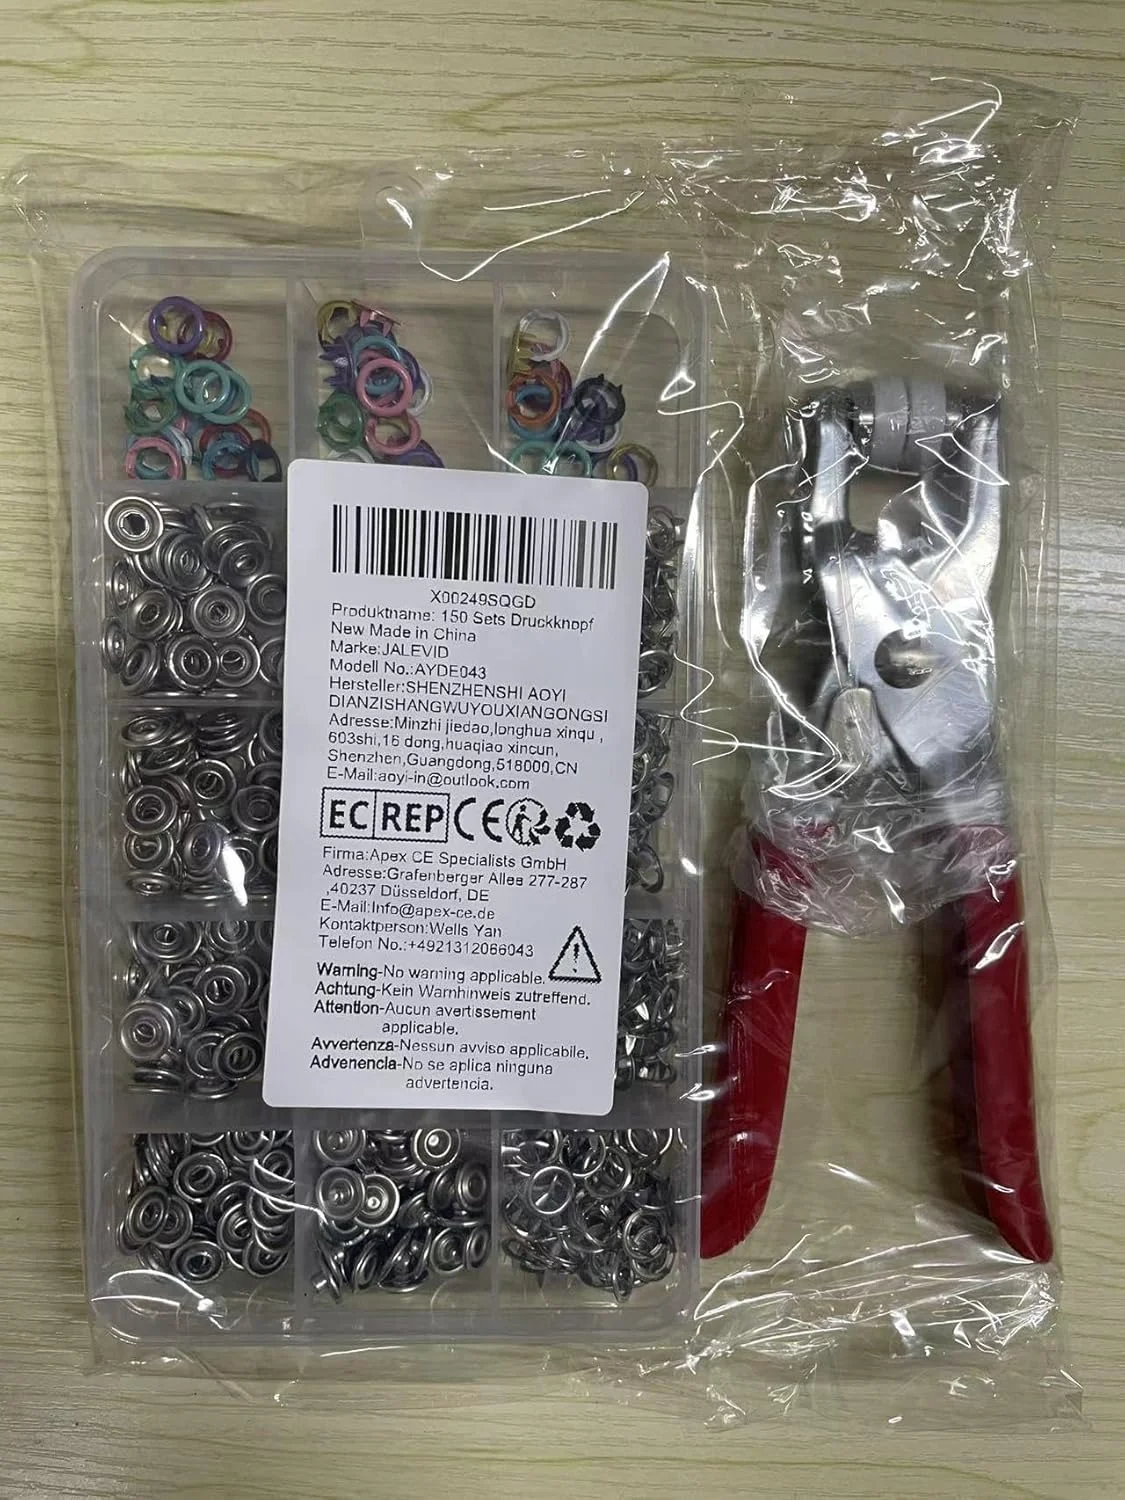 X00249SQGD
Produktname: 150 Sets Druckknopf
New Made in China
Marke:JALEVID
Modell No.:AYDE043
Hersteller:SHENZHENSHI AOYI
DIANZISHANGWUYOUXIANGONGSI
Adresse:Minzhi jiedao,longhua xinqu ,
603shi,16 dong,huaqiao xincun,
Shenzhen,Guangdong,518000,CN
E-Mail:aoyi-in@outlook.com
EC REP CE
Firma:Apex CE Specialists GmbH
Adresse:Grafenberger Allee 277-287
,40237 Düsseldorf, DE
E-Mail:Info@apex-ce.de
Kontaktperson:Wells Yan
Telefon No.:+4921312066043
Warning-No warning applicable.
Achtung-Kein Warnhinweis zutreffend.
Attention-Aucun avertissement
applicable.
Avvertenza-Nessun avviso applicabile.
Advenencia-No se aplica ninguna
advertencia.